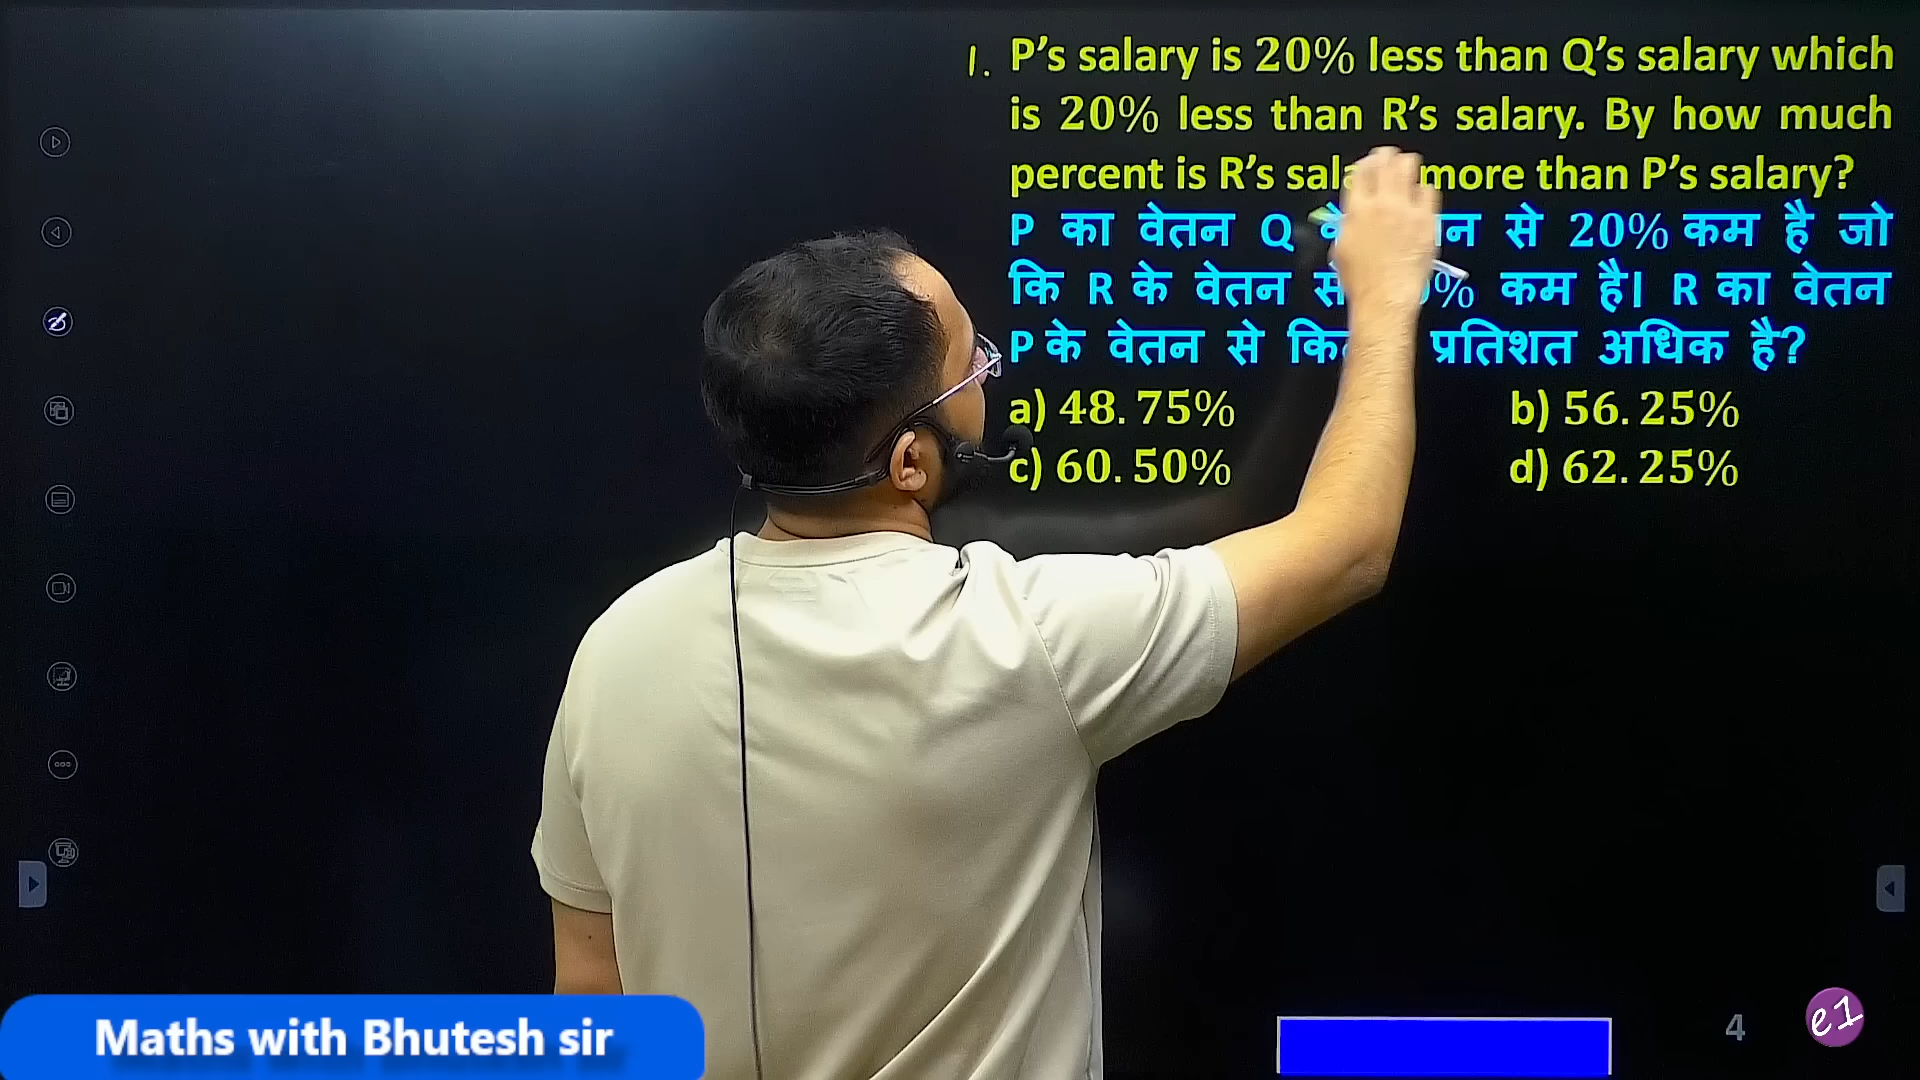 1. P’s salary is 20% less than Q’s salary which
is 20% less than R’s salary. By how much
percent is R’s more than P’s salary?
P का वेतन Q से 20% कम है जो
कि R के वेतन % कम है। R का वेतन
P के वेतन से प्रतिशत अधिक है?
a) 48.75% b) 56.25%
c) 60.50% d) 62.25%
Maths with Bhutesh sir
4
e1